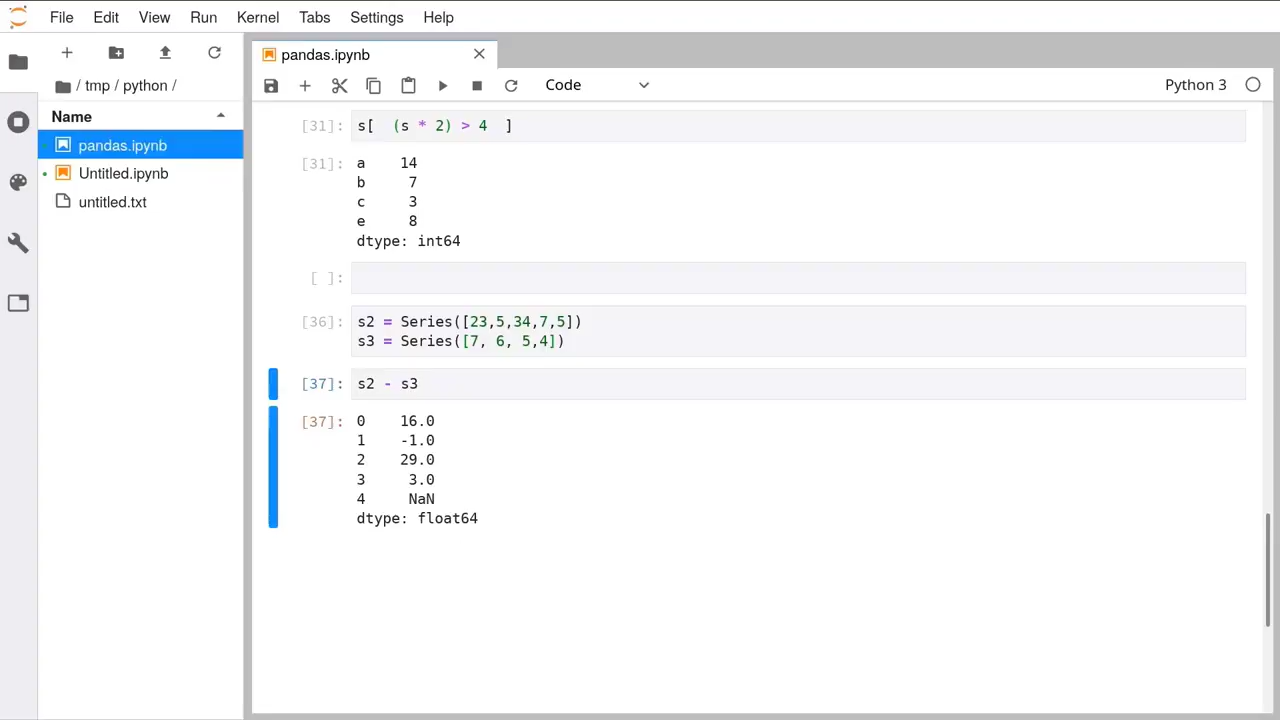 File Edit View Run Kernel Tabs Settings Help
/ tmp / python /
Name
pandas.ipynb
Untitled.ipynb
untitled.txt
pandas.ipynb
Code
Python 3
[31]: s[  (s * 2) > 4  ]
[31]: a    14
b     7
c     3
e     8
dtype: int64
[ ]:
[36]: s2 = Series([23,5,34,7,5])
s3 = Series([7, 6, 5,4])
[37]: s2 - s3
[37]: 0    16.0
1    -1.0
2    29.0
3     3.0
4     NaN
dtype: float64